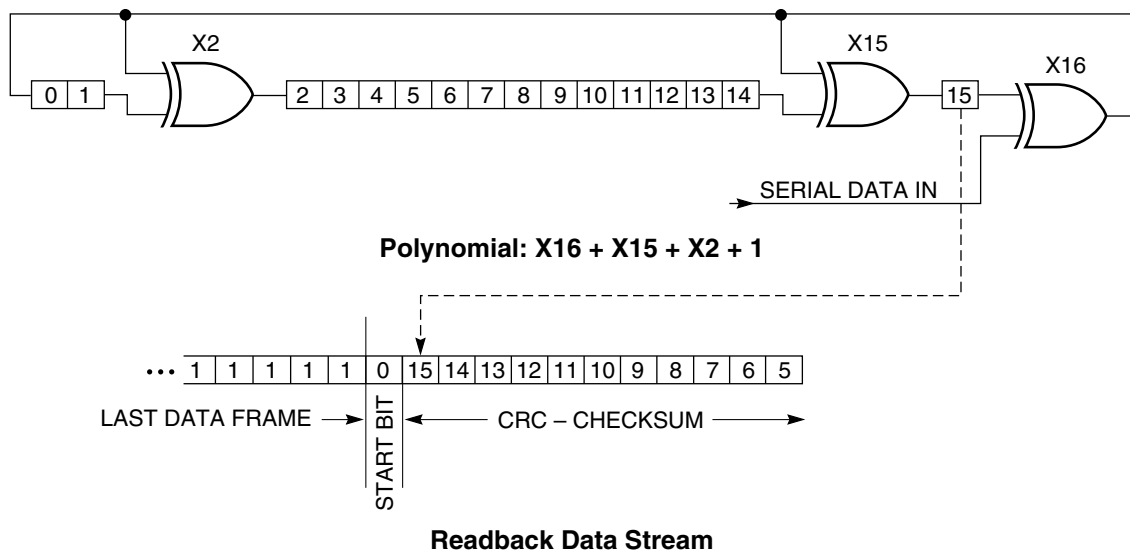 X2
X15
X16
0 1
2 3 4 5 6 7 8 9 10 11 12 13 14
15
SERIAL DATA IN
Polynomial: X16 + X15 + X2 + 1
••• 1 1 1 1 1 0 15 14 13 12 11 10 9 8 7 6 5
LAST DATA FRAME
START BIT
CRC – CHECKSUM
Readback Data Stream